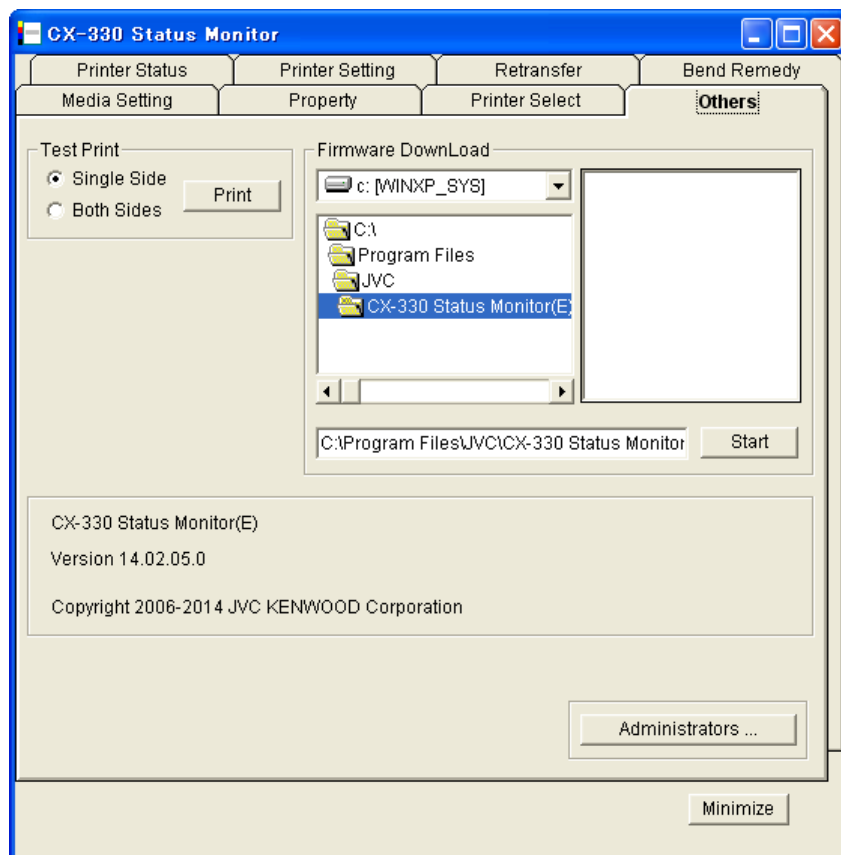 CX-330 Status Monitor
Printer Status
Printer Setting
Retransfer
Bend Remedy
Media Setting
Property
Printer Select
Others
Test Print
Single Side
Both Sides
Print
Firmware DownLoad
c: [WINXP_SYS]
C:\
Program Files
JVC
CX-330 Status Monitor(E)
C:\Program Files\JVC\CX-330 Status Monitor
Start
CX-330 Status Monitor(E)
Version 14.02.05.0
Copyright 2006-2014 JVC KENWOOD Corporation
Administrators ...
Minimize